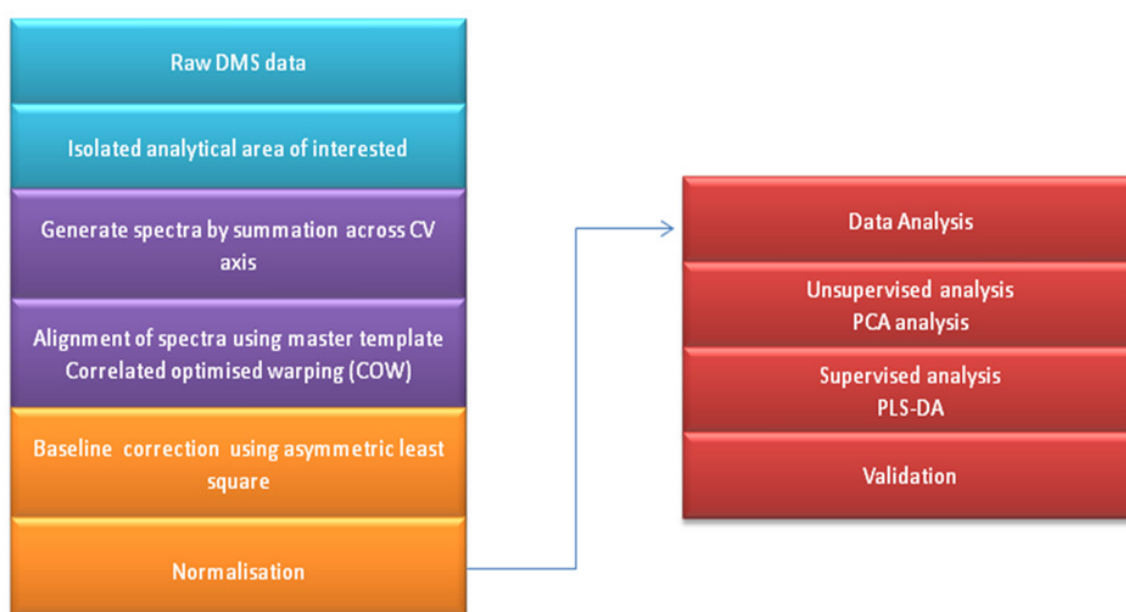 Raw DMS data
Isolated analytical area of interested
Generate spectra by summation across CV
axis
Alignment of spectra using master template
Correlated optimised warping (COW)
Baseline correction using asymmetric least
square
Normalisation
Data Analysis
Unsupervised analysis
PCA analysis
Supervised analysis
PLS-DA
Validation